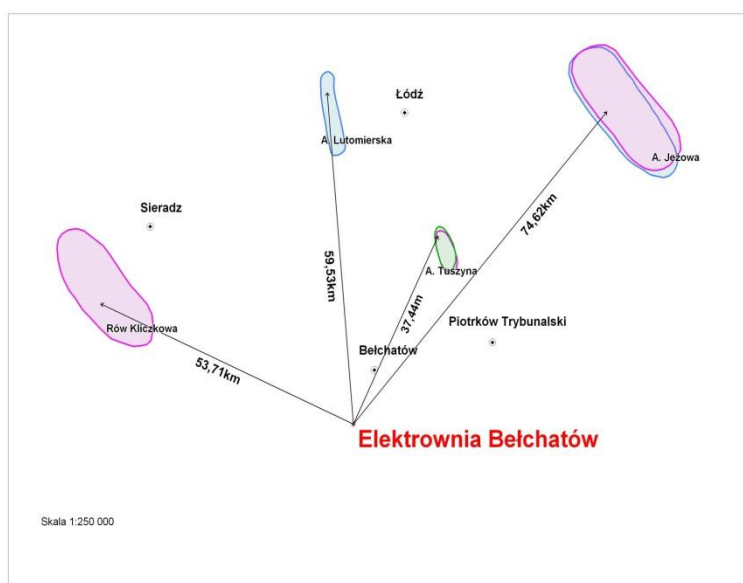 Łódź
A. Lutomierska
A. Jeżowa
Sieradz
74,62km
59,53km
A. Tuszyna
37,44m
Rów Kliczkowa
Piotrków Trybunalski
Bełchatów
53,71km
Elektrownia Bełchatów
Skala 1:250 000